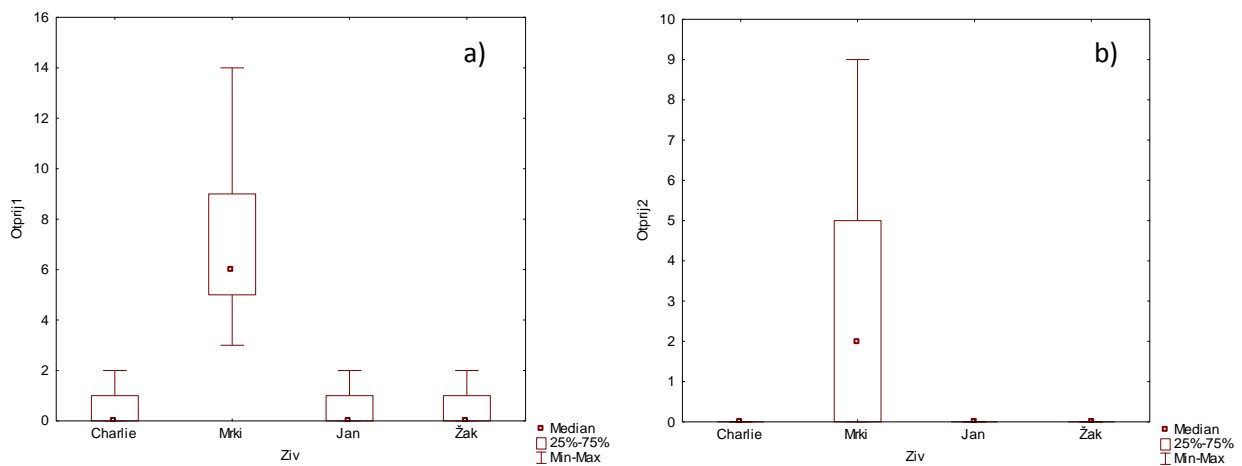 a)
Otprij1
16
14
12
10
8
6
4
2
0
Charlie Mrki Jan Žak
Ziv
Median
25%-75%
Min-Max
b)
Otprij2
10
9
8
7
6
5
4
3
2
1
0
Charlie Mrki Jan Žak
Ziv
Median
25%-75%
Min-Max